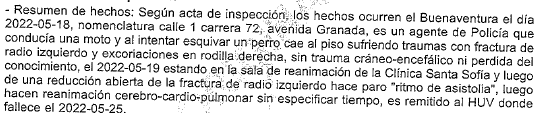 - Resumen de hechos: Según acta de inspección, los hechos ocurren el Buenaventura el día
2022-05-18, nomenclatura calle 1 carrera 72, avenida Granada, es un agente de Policía que
conducía una moto y al intentar esquivar un perro cae al piso sufriendo traumas con fractura de
radio izquierdo y excoriaciones en rodilla derecha, sin trauma cráneo-encefálico ni perdida del
conocimiento, el 2022-05-19 estando en la sala de reanimación de la Clínica Santa Sofía y luego
de una reducción abierta de la fractura de radio izquierdo hace paro "ritmo de asistolia", luego
hacen reanimación cerebro-cardio-pulmonar sin especificar tiempo, es remitido al HUV donde
fallece el 2022-05-25.